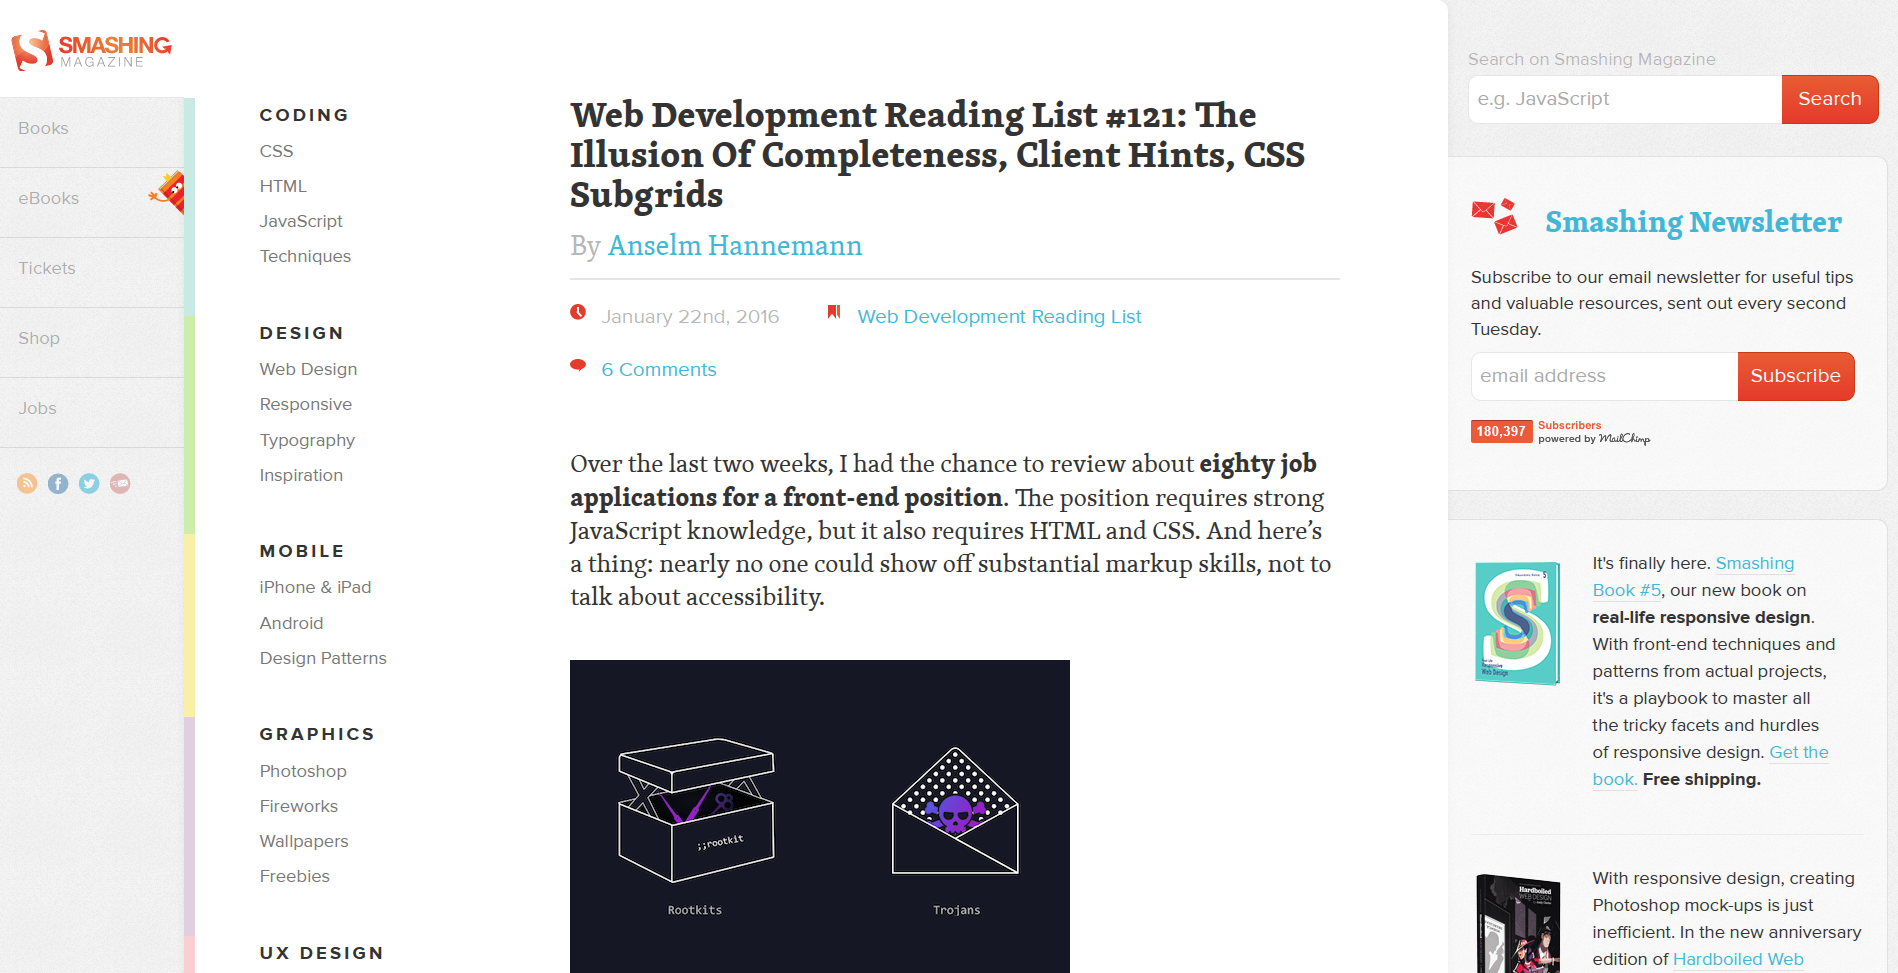 SMASHING
MAGAZINE
Books
eBooks
Tickets
Shop
Jobs
CODING
CSS
HTML
JavaScript
Techniques
DESIGN
Web Design
Responsive
Typography
Inspiration
MOBILE
iPhone & iPad
Android
Design Patterns
GRAPHICS
Photoshop
Fireworks
Wallpapers
Freebies
UX DESIGN
Web Development Reading List #121: The
Illusion Of Completeness, Client Hints, CSS
Subgrids
By Anselm Hannemann
January 22nd, 2016
Web Development Reading List
6 Comments
Over the last two weeks, I had the chance to review about eighty job
applications for a front-end position. The position requires strong
JavaScript knowledge, but it also requires HTML and CSS. And here’s
a thing: nearly no one could show off substantial markup skills, not to
talk about accessibility.
;;rootkit
Rootkits
Trojans
Search on Smashing Magazine
e.g. JavaScript
Search
Smashing Newsletter
Subscribe to our email newsletter for useful tips
and valuable resources, sent out every second
Tuesday.
email address
Subscribe
180,397
Subscribers
powered by MailChimp
It's finally here. Smashing
Book #5, our new book on
real-life responsive design.
With front-end techniques and
patterns from actual projects,
it's a playbook to master all
the tricky facets and hurdles
of responsive design. Get the
book. Free shipping.
5
Responsive
Web Design
With responsive design, creating
Photoshop mock-ups is just
inefficient. In the new anniversary
edition of Hardboiled Web
Hardboiled
WEB DESIGN